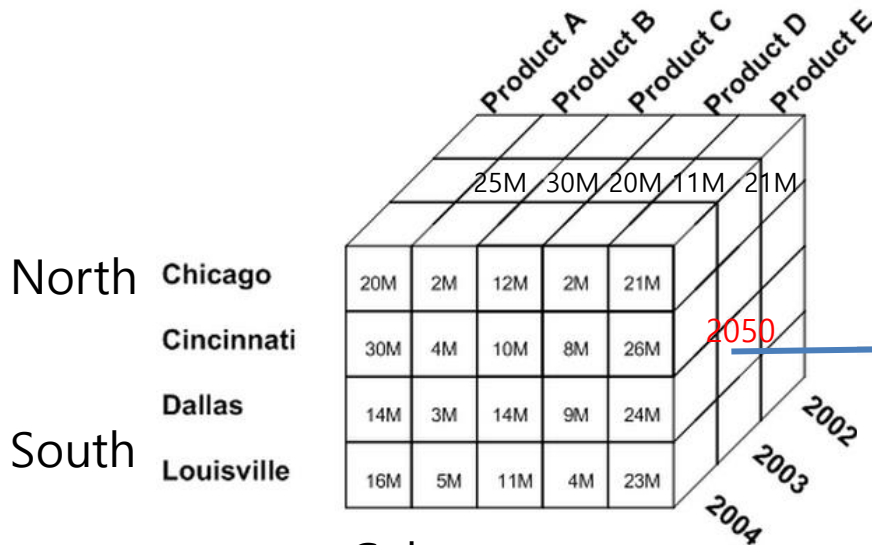 Product A
Product B
Product C
Product D
Product E
25M 30M 20M 11M 21M
North
Chicago 20M 2M 12M 2M 21M
2050
Cincinnati 30M 4M 10M 8M 26M
Dallas 14M 3M 14M 9M 24M
South
Louisville 16M 5M 11M 4M 23M
2002
2003
2004